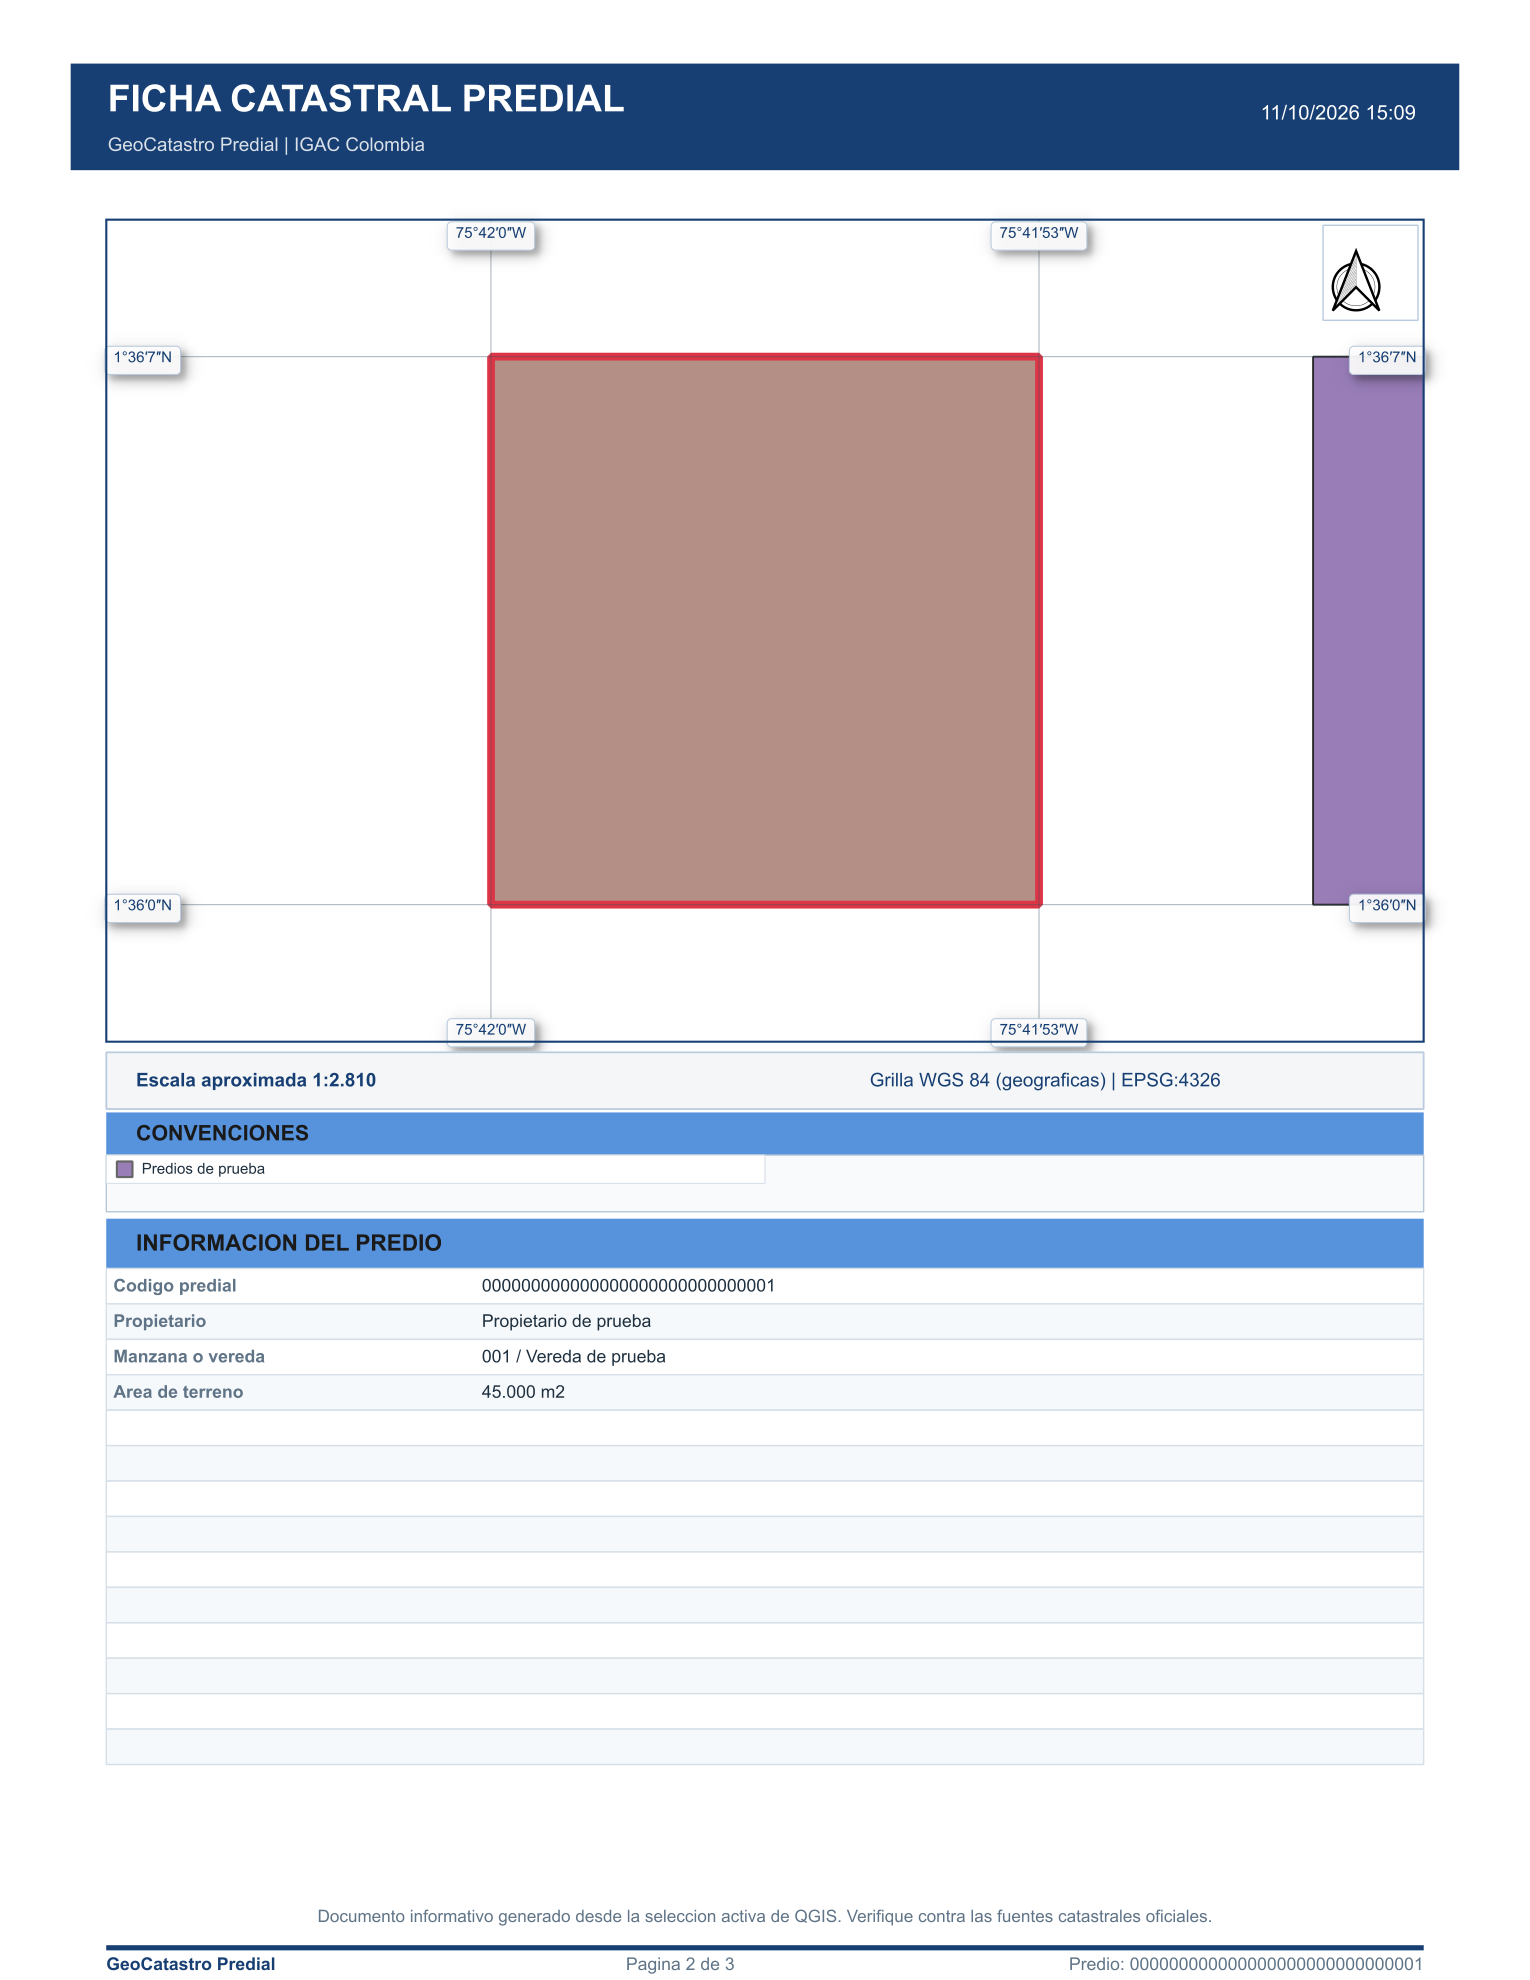 FICHA CATASTRAL PREDIAL
11/10/2026 15:09
GeoCatastro Predial | IGAC Colombia
75°42′0″W
75°41′53″W
1°36′7″N
1°36′7″N
1°36′0″N
1°36′0″N
75°42′0″W
75°41′53″W
Escala aproximada 1:2.810
Grilla WGS 84 (geograficas) | EPSG:4326
CONVENCIONES
Predios de prueba
INFORMACION DEL PREDIO
Codigo predial 000000000000000000000000000001
Propietario Propietario de prueba
Manzana o vereda 001 / Vereda de prueba
Area de terreno 45.000 m2
Documento informativo generado desde la seleccion activa de QGIS. Verifique contra las fuentes catastrales oficiales.
GeoCatastro Predial
Pagina 2 de 3
Predio: 000000000000000000000000000001